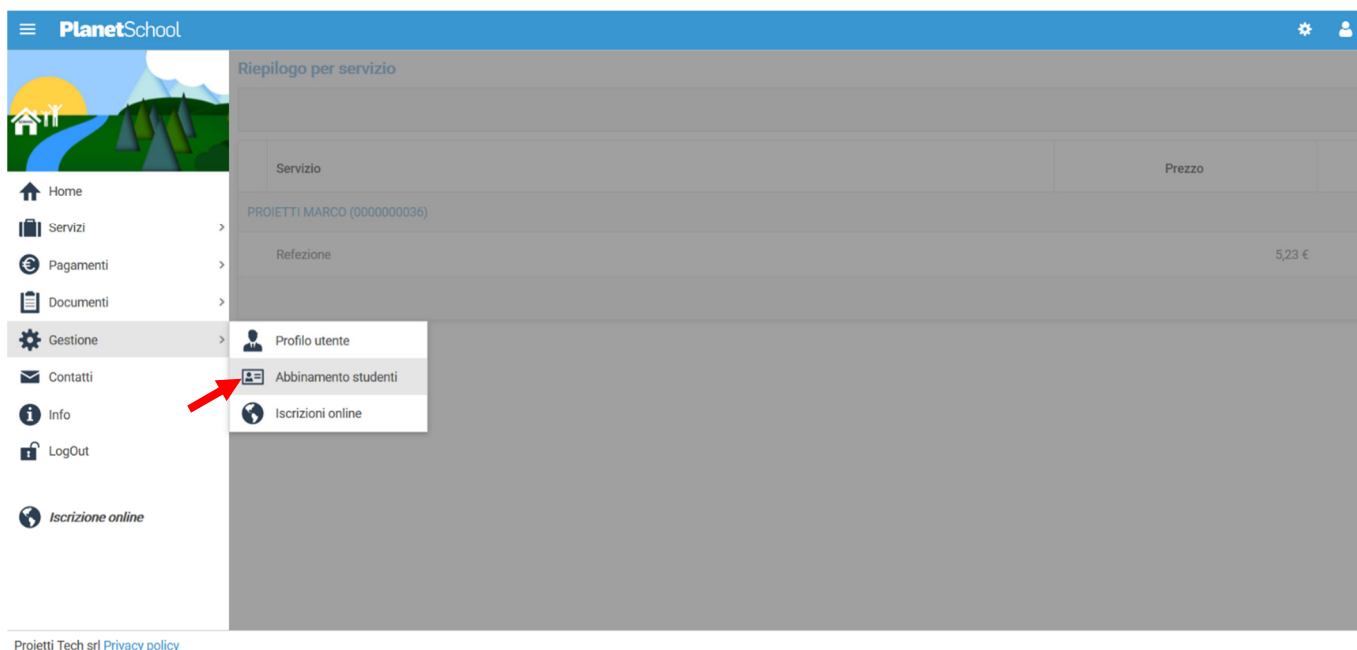 PlanetSchool
Riepilogo per servizio
Servizio Prezzo
PROIETTI MARCO (0000000036)
Refezione 5,23 €
Home
Servizi
Pagamenti
Documenti
Gestione
Profilo utente
Abbinamento studenti
Iscrizioni online
Contatti
Info
LogOut
Iscrizione online
Proietti Tech srl Privacy policy